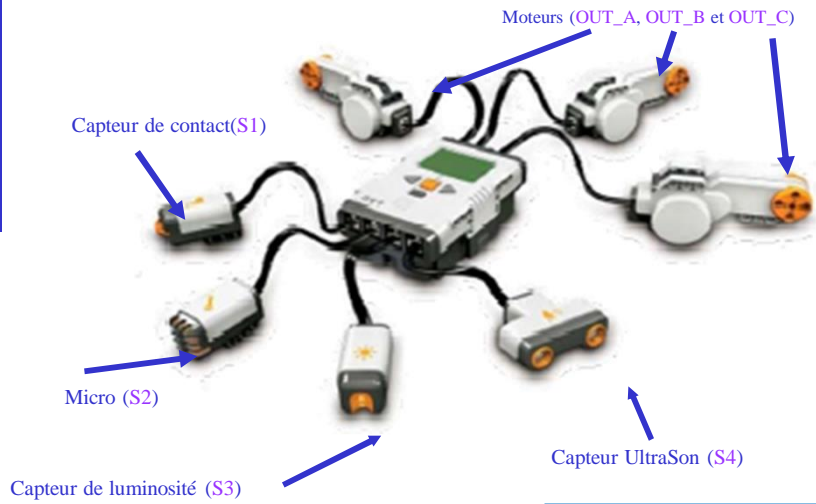 Moteurs (OUT_A, OUT_B et OUT_C)
Capteur de contact(S1)
Micro (S2)
Capteur UltraSon (S4)
Capteur de luminosité (S3)